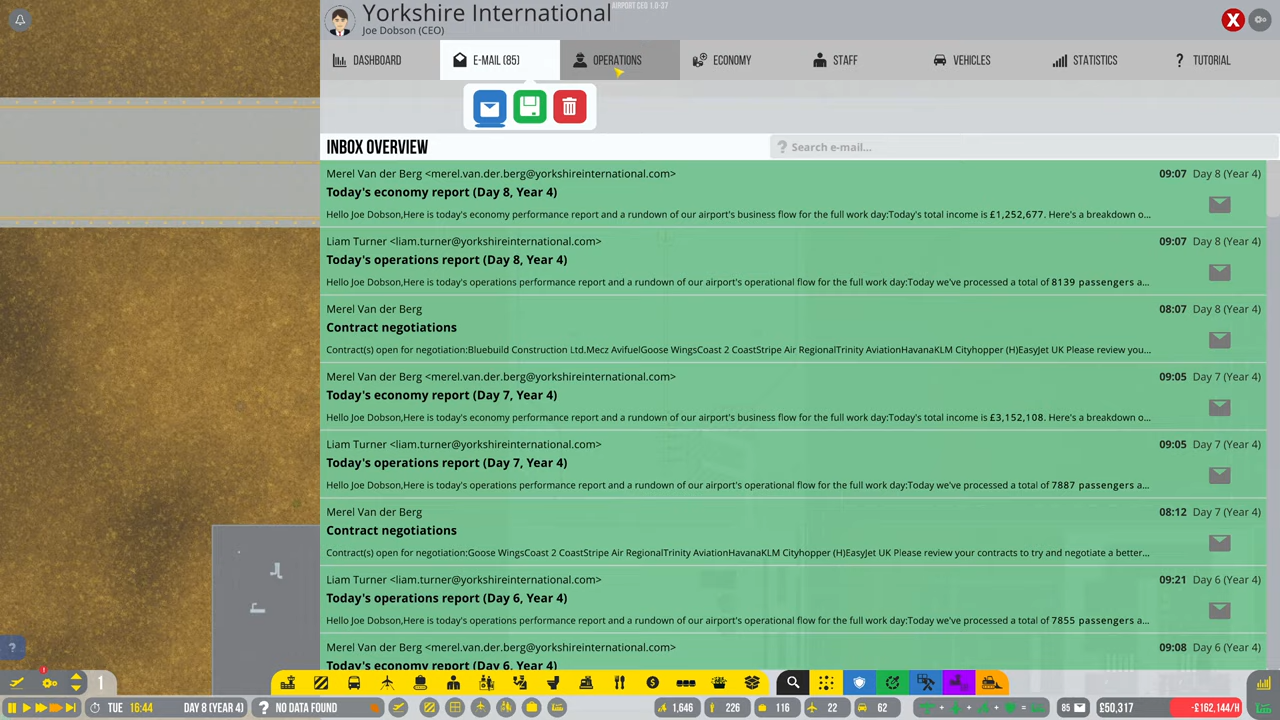 AIRPORT CEO 1.0-37
Yorkshire International
Joe Dobson (CEO)
X
DASHBOARD
E-MAIL (85)
OPERATIONS
ECONOMY
STAFF
VEHICLES
STATISTICS
? TUTORIAL
INBOX OVERVIEW
? Search e-mail...
Merel Van der Berg <merel.van.der.berg@yorkshireinternational.com>
09:07 Day 8 (Year 4)
Today's economy report (Day 8, Year 4)
Hello Joe Dobson,Here is today's economy performance report and a rundown of our airport's business flow for the full work day:Today's total income is £1,252,677. Here's a breakdown o...
Liam Turner <liam.turner@yorkshireinternational.com>
09:07 Day 8 (Year 4)
Today's operations report (Day 8, Year 4)
Hello Joe Dobson,Here is today's operations performance report and a rundown of our airport's operational flow for the full work day:Today we've processed a total of 8139 passengers a...
Merel Van der Berg
08:07 Day 8 (Year 4)
Contract negotiations
Contract(s) open for negotiation:Bluebuild Construction Ltd.Mecz AvifuelGoose WingsCoast 2 CoastStripe Air RegionalTrinity AviationHavanaKLM Cityhopper (H)EasyJet UK Please review you...
Merel Van der Berg <merel.van.der.berg@yorkshireinternational.com>
09:05 Day 7 (Year 4)
Today's economy report (Day 7, Year 4)
Hello Joe Dobson,Here is today's economy performance report and a rundown of our airport's business flow for the full work day:Today's total income is £3,152,108. Here's a breakdown o...
Liam Turner <liam.turner@yorkshireinternational.com>
09:05 Day 7 (Year 4)
Today's operations report (Day 7, Year 4)
Hello Joe Dobson,Here is today's operations performance report and a rundown of our airport's operational flow for the full work day:Today we've processed a total of 7887 passengers a...
Merel Van der Berg
08:12 Day 7 (Year 4)
Contract negotiations
Contract(s) open for negotiation:Goose WingsCoast 2 CoastStripe Air RegionalTrinity AviationHavanaKLM Cityhopper (H)EasyJet UK Please review your contracts to try and negotiate a better...
Liam Turner <liam.turner@yorkshireinternational.com>
09:21 Day 6 (Year 4)
Today's operations report (Day 6, Year 4)
Hello Joe Dobson,Here is today's operations performance report and a rundown of our airport's operational flow for the full work day:Today we've processed a total of 7855 passengers a...
Merel Van der Berg <merel.van.der.berg@yorkshireinternational.com>
09:08 Day 6 (Year 4)
Today's economy report (Day 6, Year 4)
?
!
1
TUE 16:44
DAY 8 (YEAR 4)
? NO DATA FOUND
1,646
226
116
22
62
85
£50,317
-£162,144/H